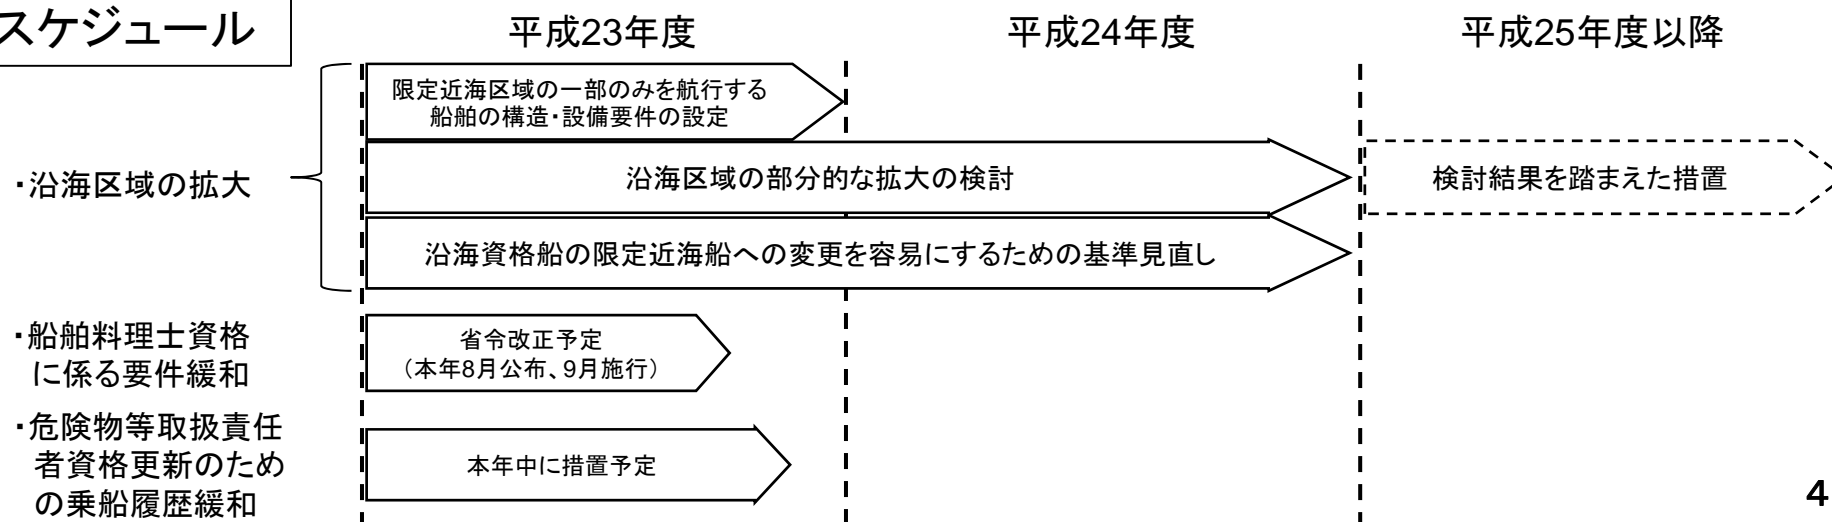 スケジュール
平成23年度
平成24年度
平成25年度以降
・沿海区域の拡大
限定近海区域の一部のみを航行する
船舶の構造・設備要件の設定
沿海区域の部分的な拡大の検討
検討結果を踏まえた措置
沿海資格船の限定近海船への変更を容易にするための基準見直し
・船舶料理士資格
に係る要件緩和
省令改正予定
（本年8月公布、9月施行）
・危険物等取扱責任
者資格更新のため
の乗船履歴緩和
本年中に措置予定
4